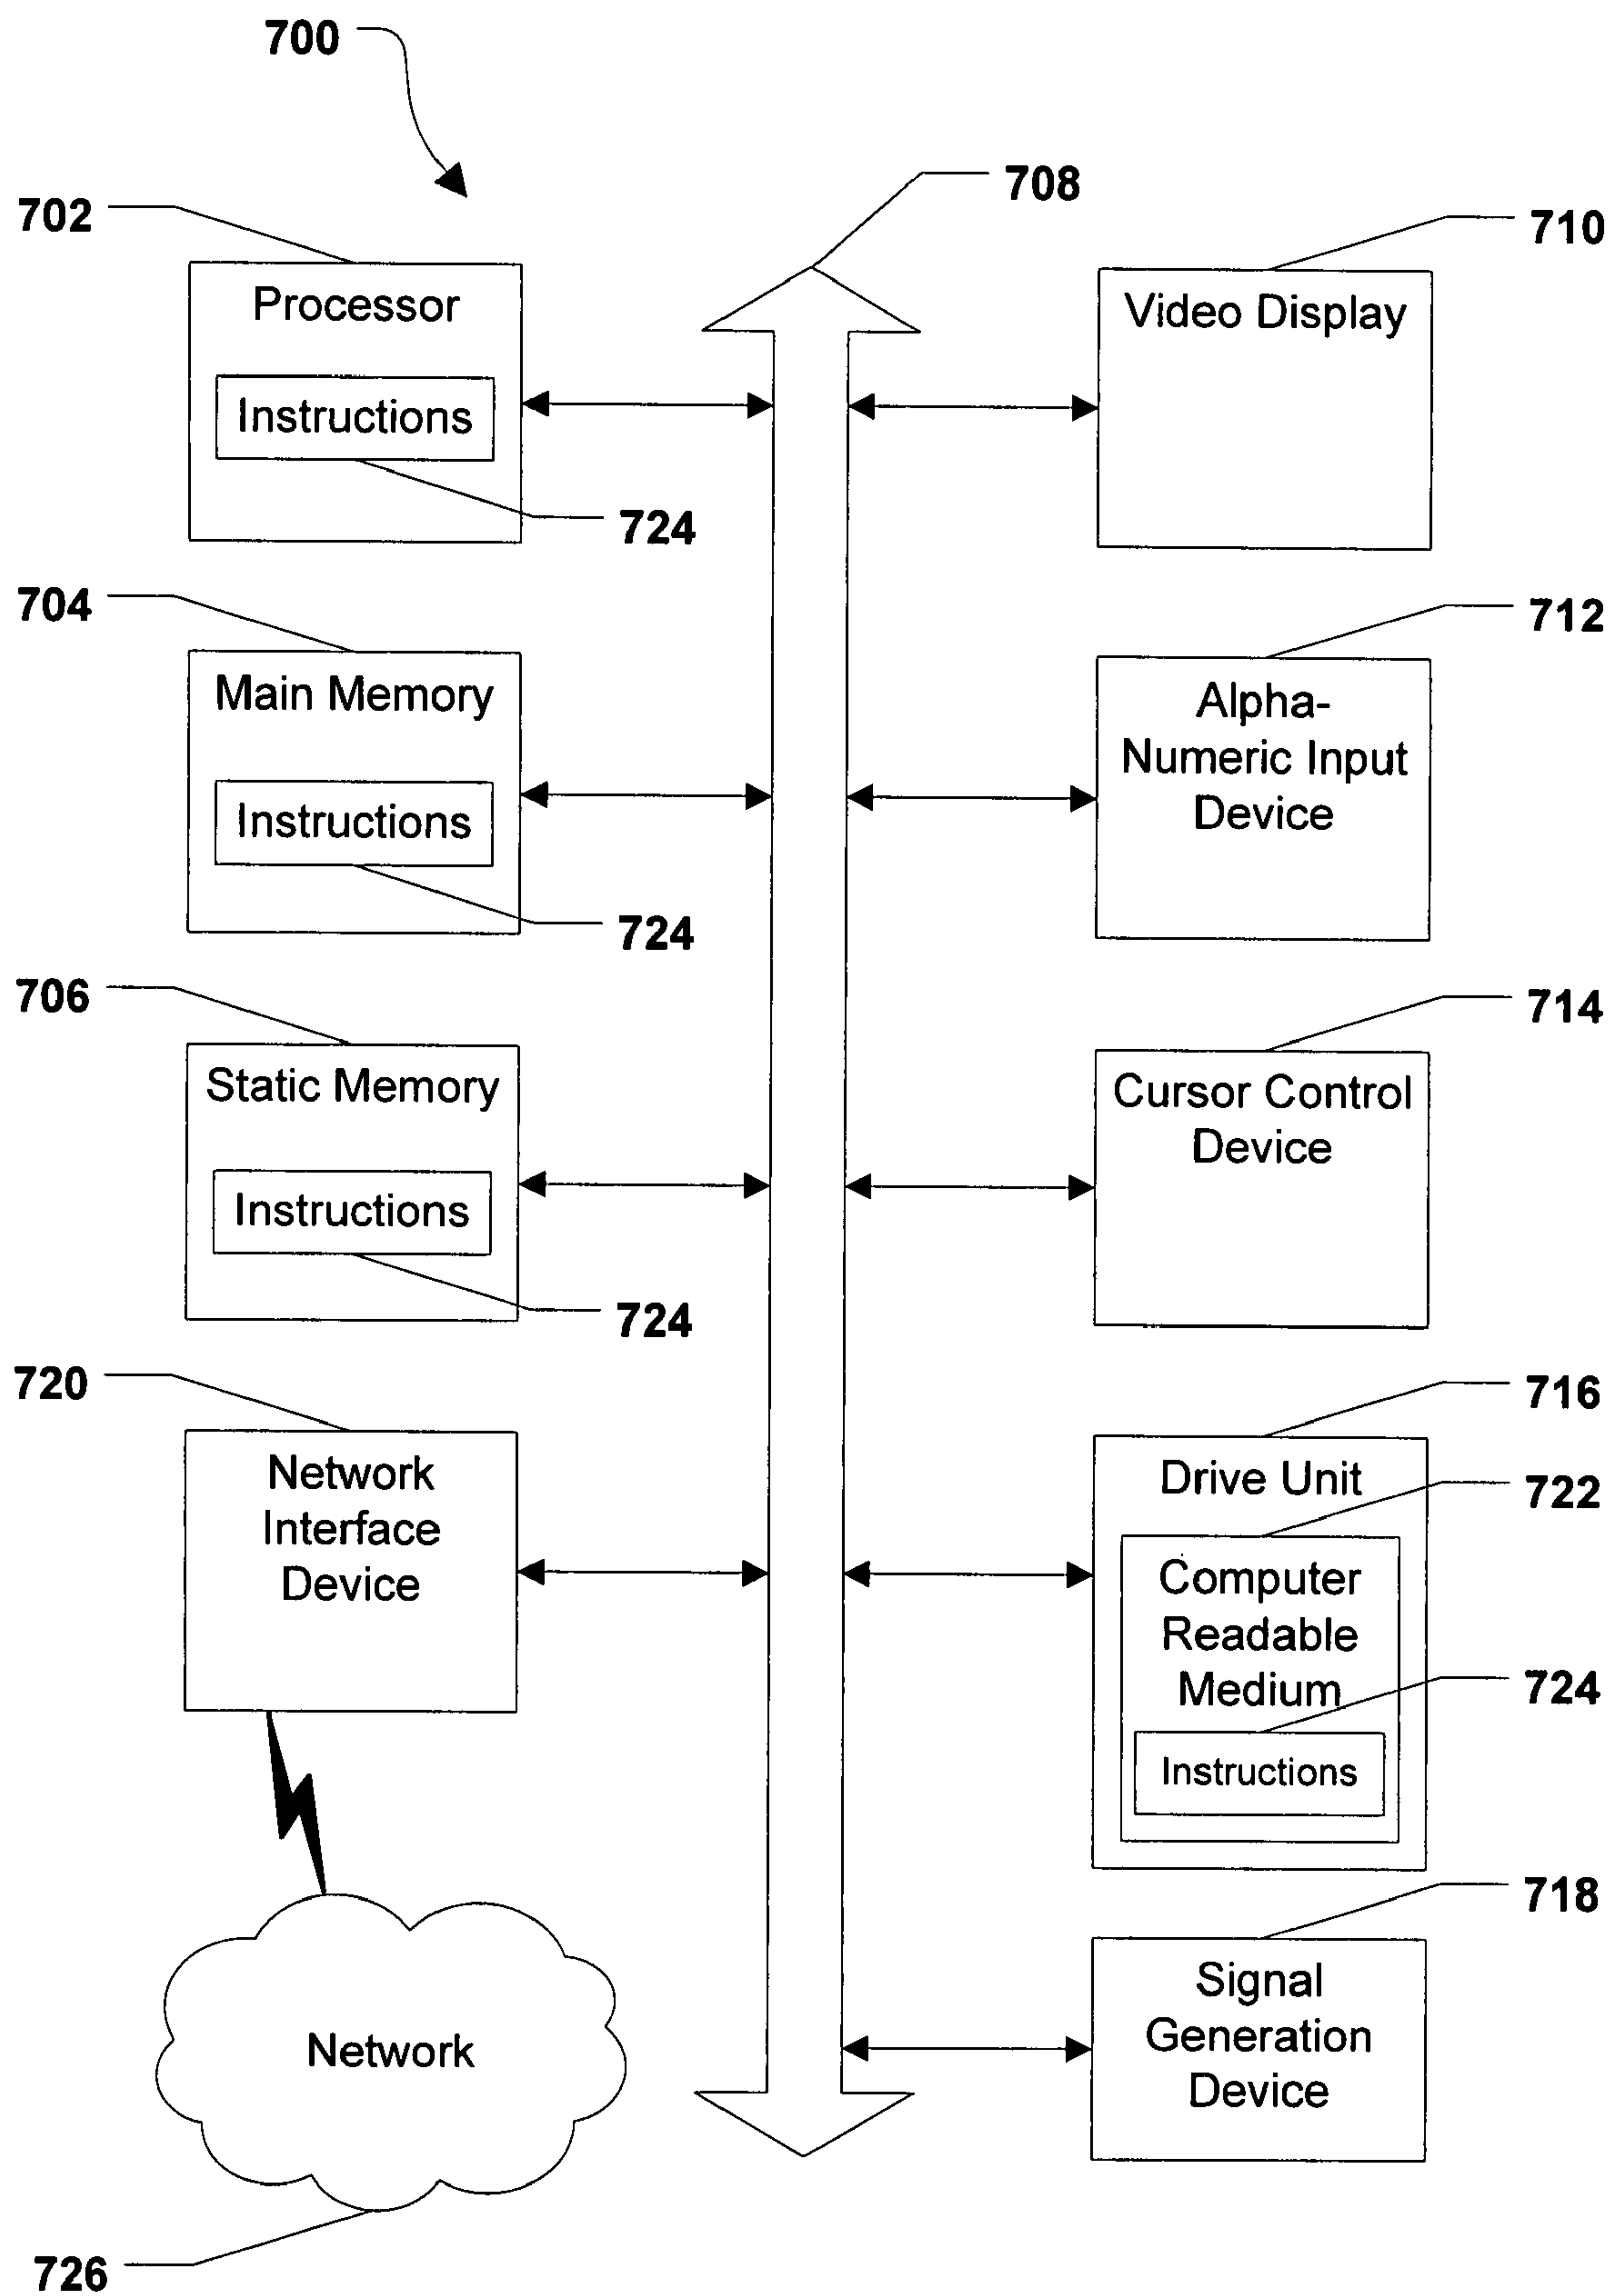 700
708
702
710
Processor
Video Display
Instructions
724
704
712
Main Memory
Alpha-
Numeric Input
Device
Instructions
724
706
714
Static Memory
Cursor Control
Device
Instructions
724
720
716
Network
Interface
Device
Drive Unit
722
Computer
Readable
Medium
724
Instructions
718
Network
Signal
Generation
Device
726